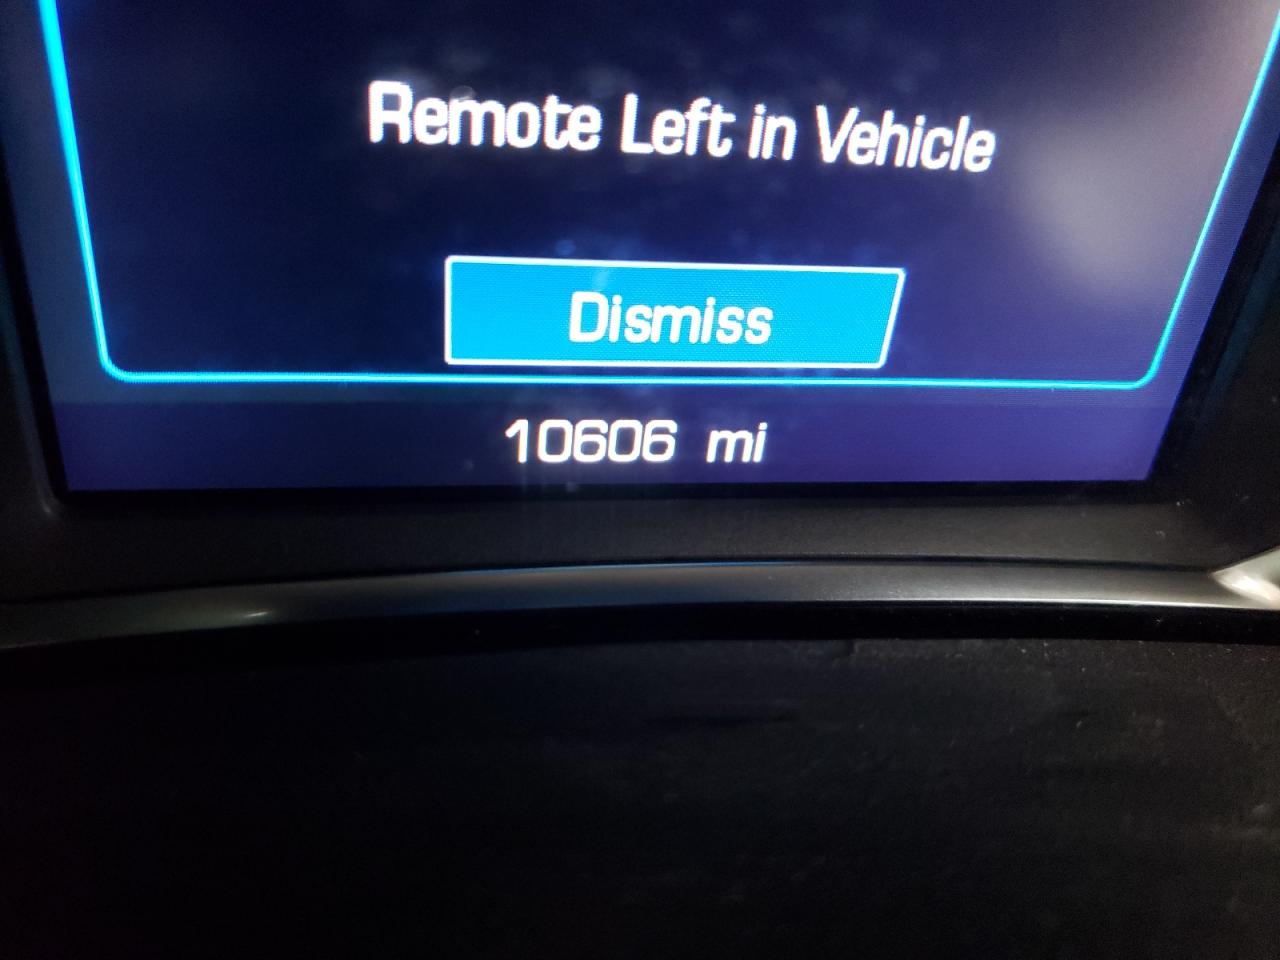 Remote Left in Vehicle
Dismiss
10606 mi